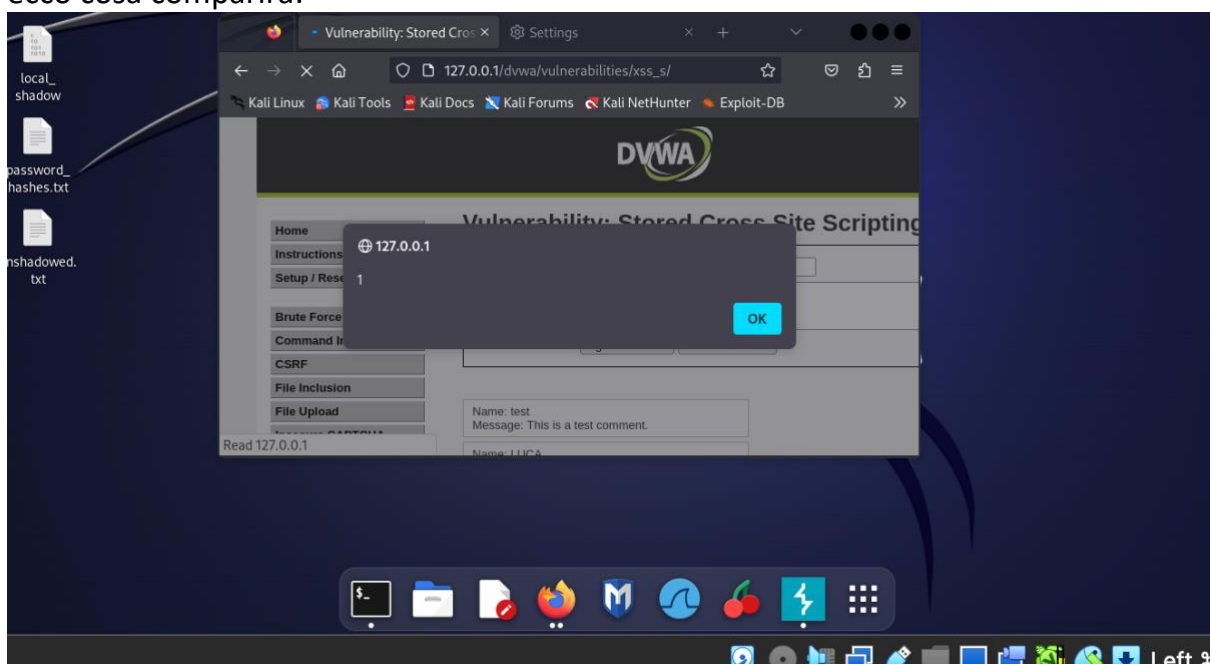 ecco cosa comparirà:
Vulnerability: Stored Cros
Settings
127.0.0.1/dvwa/vulnerabilities/xss_s/
Kali Linux Kali Tools Kali Docs Kali Forums Kali NetHunter Exploit-DB
local_
shadow
DVWA
password_
hashes.txt
Vulnerability: Stored Cross Site Scripting
Home
127.0.0.1
Instructions
nshadowed.
txt
Setup / Rese
1
Brute Force
OK
Command In
CSRF
File Inclusion
File Upload
Name: test
Message: This is a test comment.
Read 127.0.0.1
Name: LUCA
Left